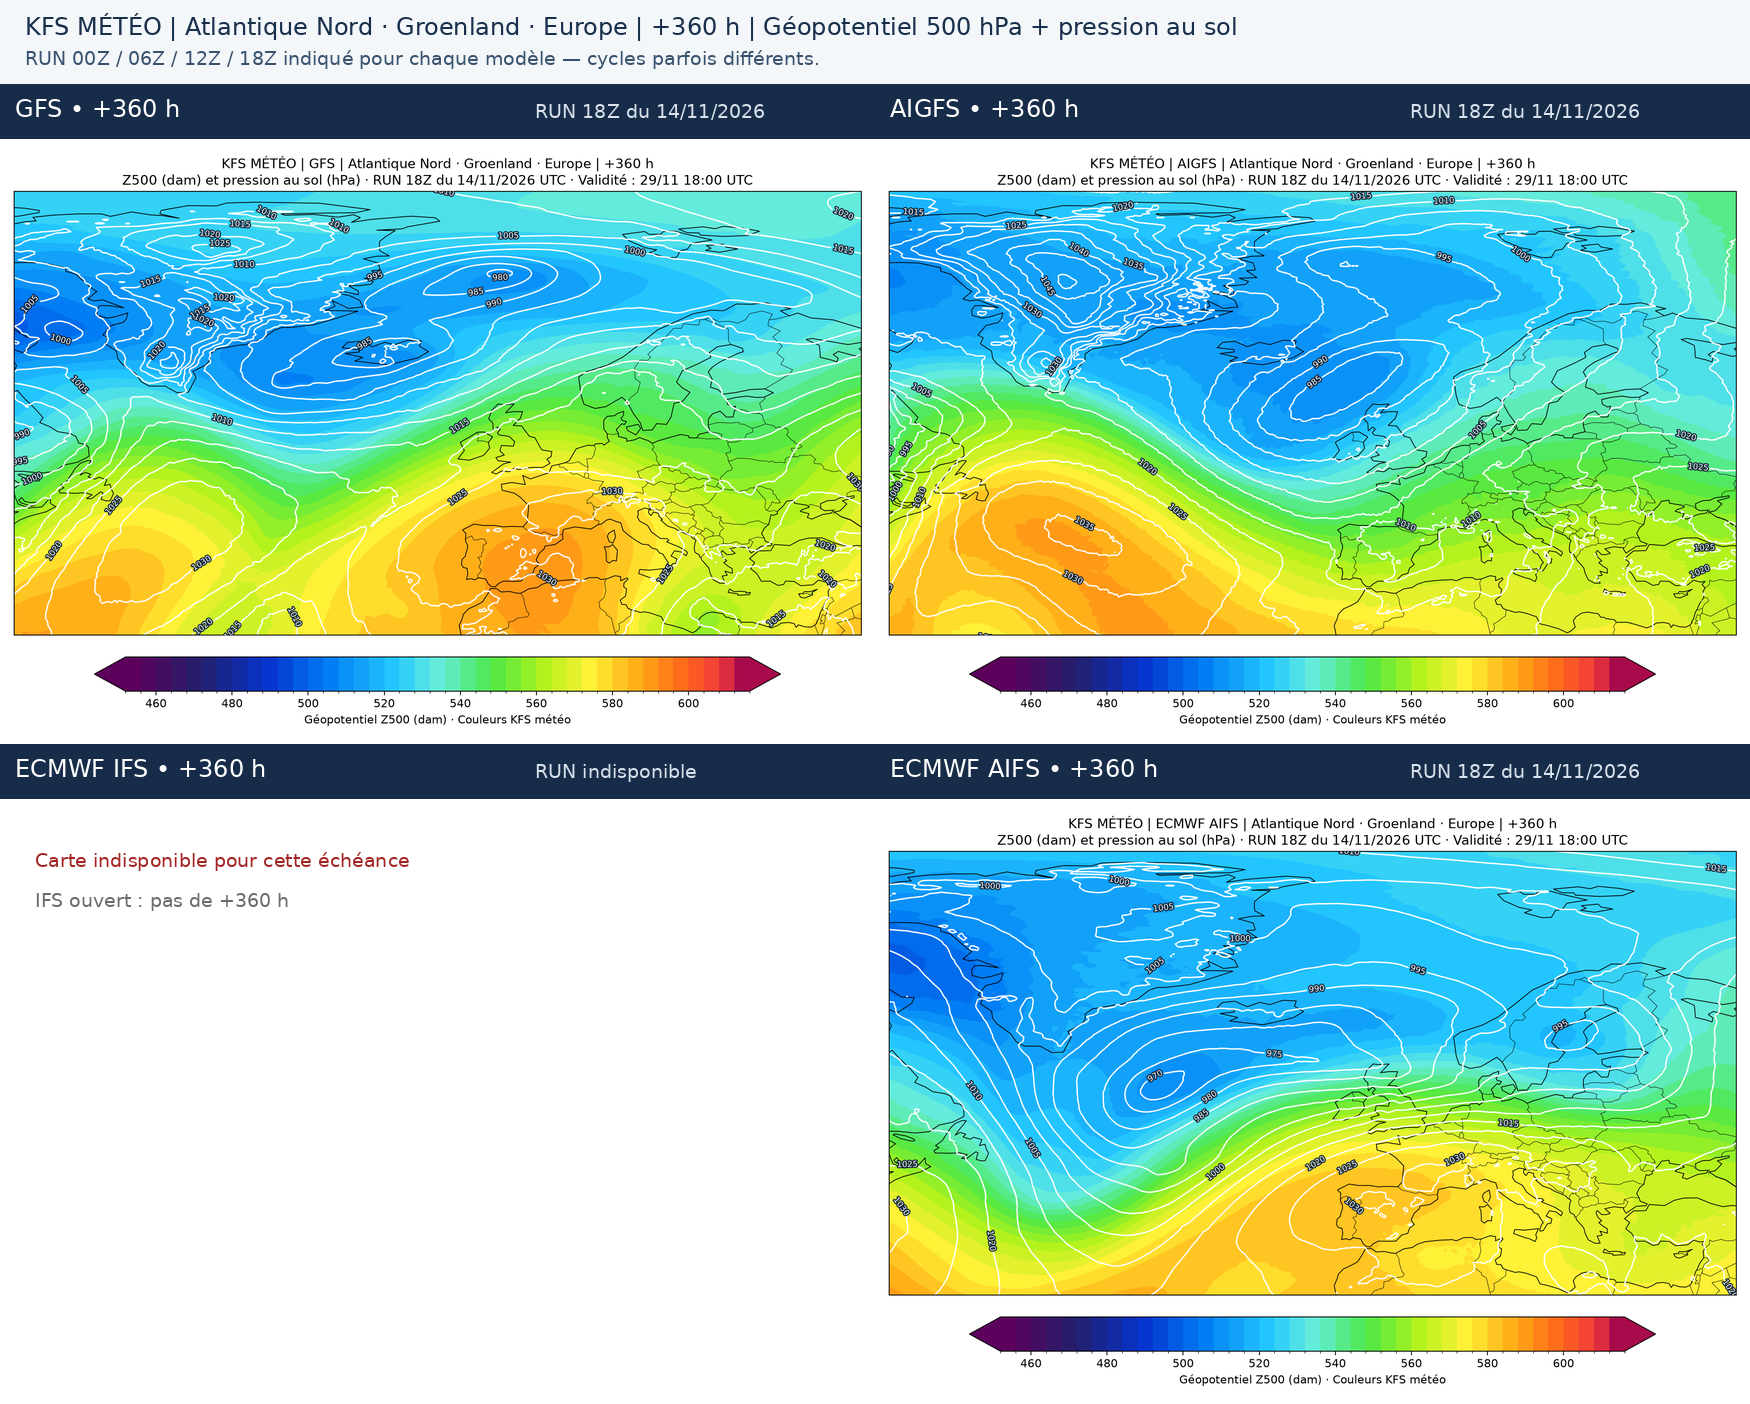 KFS MÉTÉO | Atlantique Nord · Groenland · Europe | +360 h | Géopotentiel 500 hPa + pression au sol
RUN 00Z / 06Z / 12Z / 18Z indiqué pour chaque modèle — cycles parfois différents.
GFS • +360 h
RUN 18Z du 14/11/2026
AIGFS • +360 h
RUN 18Z du 14/11/2026
KFS MÉTÉO | GFS | Atlantique Nord · Groenland · Europe | +360 h
Z500 (dam) et pression au sol (hPa) · RUN 18Z du 14/11/2026 UTC · Validité : 29/11 18:00 UTC
460 480 500 520 540 560 580 600
Géopotentiel Z500 (dam) · Couleurs KFS météo
KFS MÉTÉO | AIGFS | Atlantique Nord · Groenland · Europe | +360 h
Z500 (dam) et pression au sol (hPa) · RUN 18Z du 14/11/2026 UTC · Validité : 29/11 18:00 UTC
460 480 500 520 540 560 580 600
Géopotentiel Z500 (dam) · Couleurs KFS météo
ECMWF IFS • +360 h
RUN indisponible
Carte indisponible pour cette échéance
IFS ouvert : pas de +360 h
ECMWF AIFS • +360 h
RUN 18Z du 14/11/2026
KFS MÉTÉO | ECMWF AIFS | Atlantique Nord · Groenland · Europe | +360 h
Z500 (dam) et pression au sol (hPa) · RUN 18Z du 14/11/2026 UTC · Validité : 29/11 18:00 UTC
460 480 500 520 540 560 580 600
Géopotentiel Z500 (dam) · Couleurs KFS météo